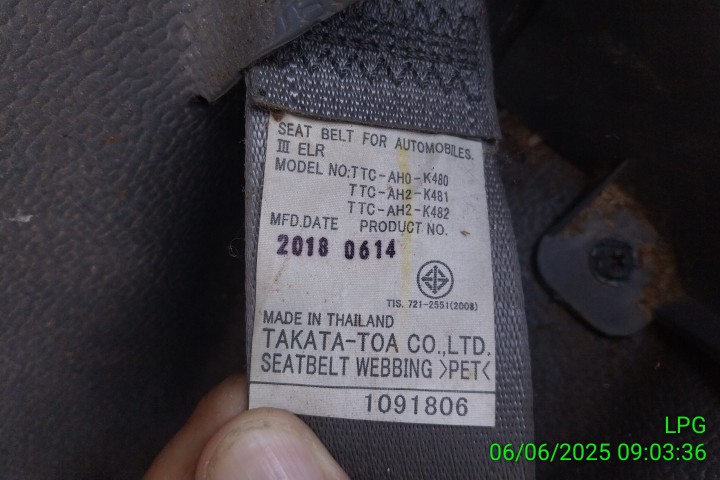 SEAT BELT FOR AUTOMOBILES.
III ELR
MODEL NO:TTC-AH0-K480
TTC-AH2-K481
TTC-AH2-K482
MFD.DATE PRODUCT NO.
2018 0614
TIS. 721-2551(2008)
MADE IN THAILAND
TAKATA-TOA CO.,LTD.
SEATBELT WEBBING >PET<
1091806
LPG
06/06/2025 09:03:36